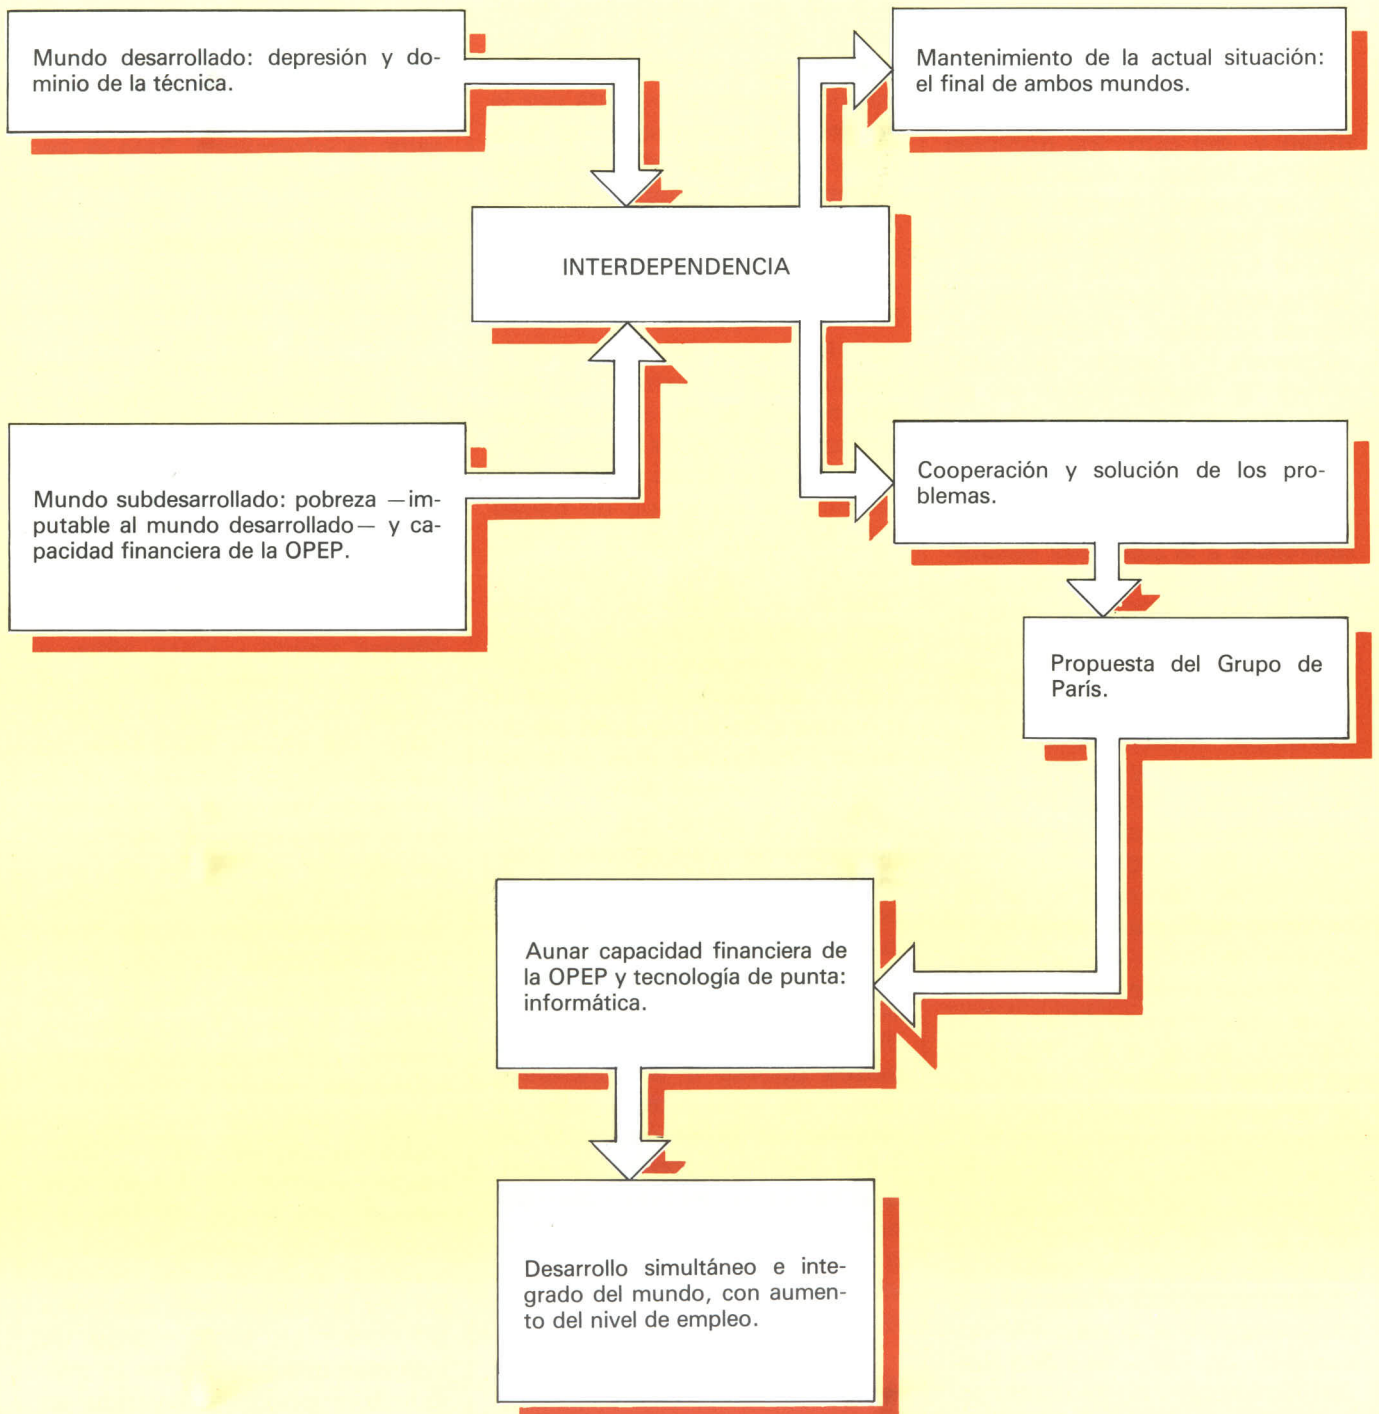 Mundo desarrollado: depresión y do-
minio de la técnica.
Mantenimiento de la actual situación:
el final de ambos mundos.
INTERDEPENDENCIA
Mundo subdesarrollado: pobreza —im-
putable al mundo desarrollado— y ca-
pacidad financiera de la OPEP.
Cooperación y solución de los pro-
blemas.
Propuesta del Grupo de
París.
Aunar capacidad financiera de
la OPEP y tecnología de punta:
informática.
Desarrollo simultáneo e inte-
grado del mundo, con aumen-
to del nivel de empleo.